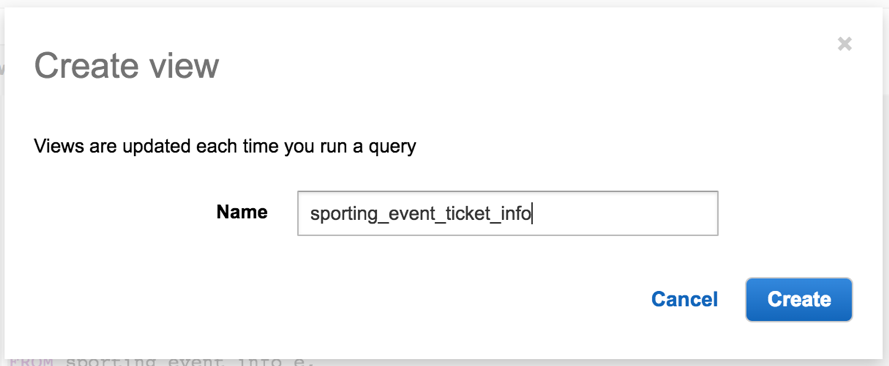 Create view
×
Views are updated each time you run a query
Name sporting_event_ticket_info
Cancel Create
FROM sporting_event_info e,